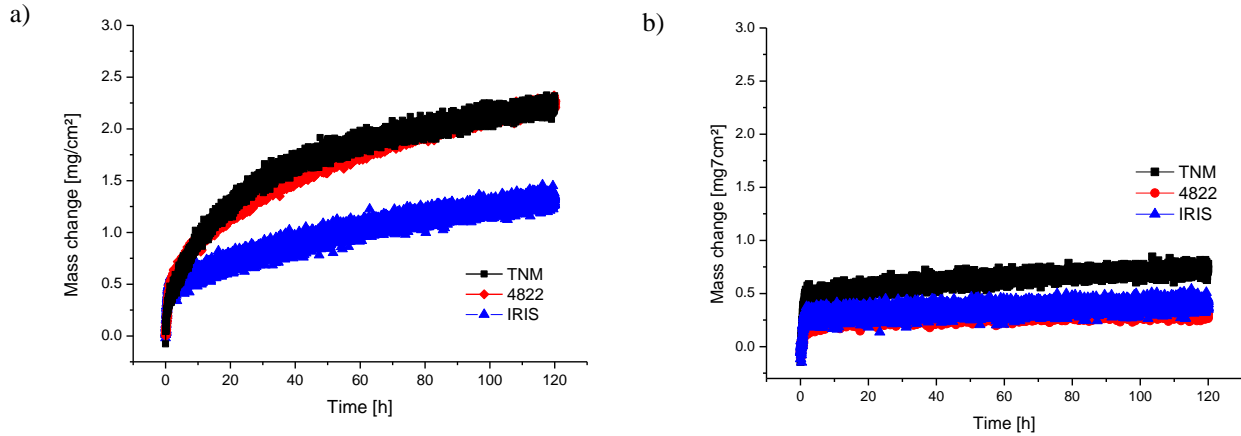 a)
3.0
2.5
2.0
1.5
1.0
0.5
0.0
Mass change [mg/cm²]
TNM
4822
IRIS
0 20 40 60 80 100 120
Time [h]
b)
3.0
2.5
2.0
1.5
1.0
0.5
0.0
Mass change [mg7cm²]
TNM
4822
IRIS
0 20 40 60 80 100 120
Time [h]